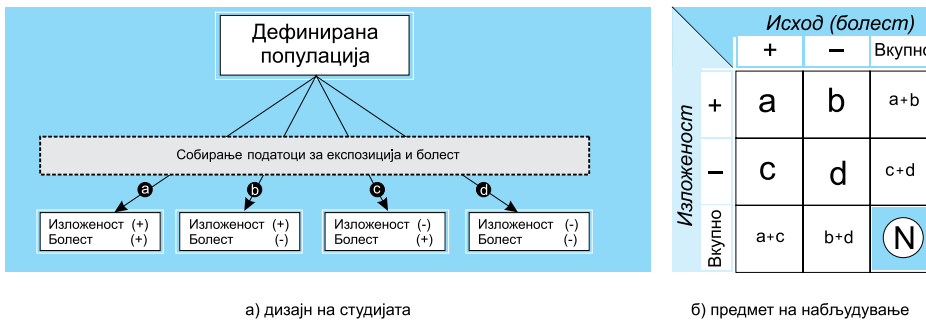 Дефинирана
популација
Собирање податоци за експозиција и болест
a
b
c
d
Изложеност (+)
Болест (+)
Изложеност (+)
Болест (-)
Изложеност (-)
Болест (+)
Изложеност (-)
Болест (-)
а) дизајн на студијата
Исход (болест)
+ − Вкупно
Изложеност
+ a b a+b
− c d c+d
Вкупно a+c b+d N
б) предмет на набљудување